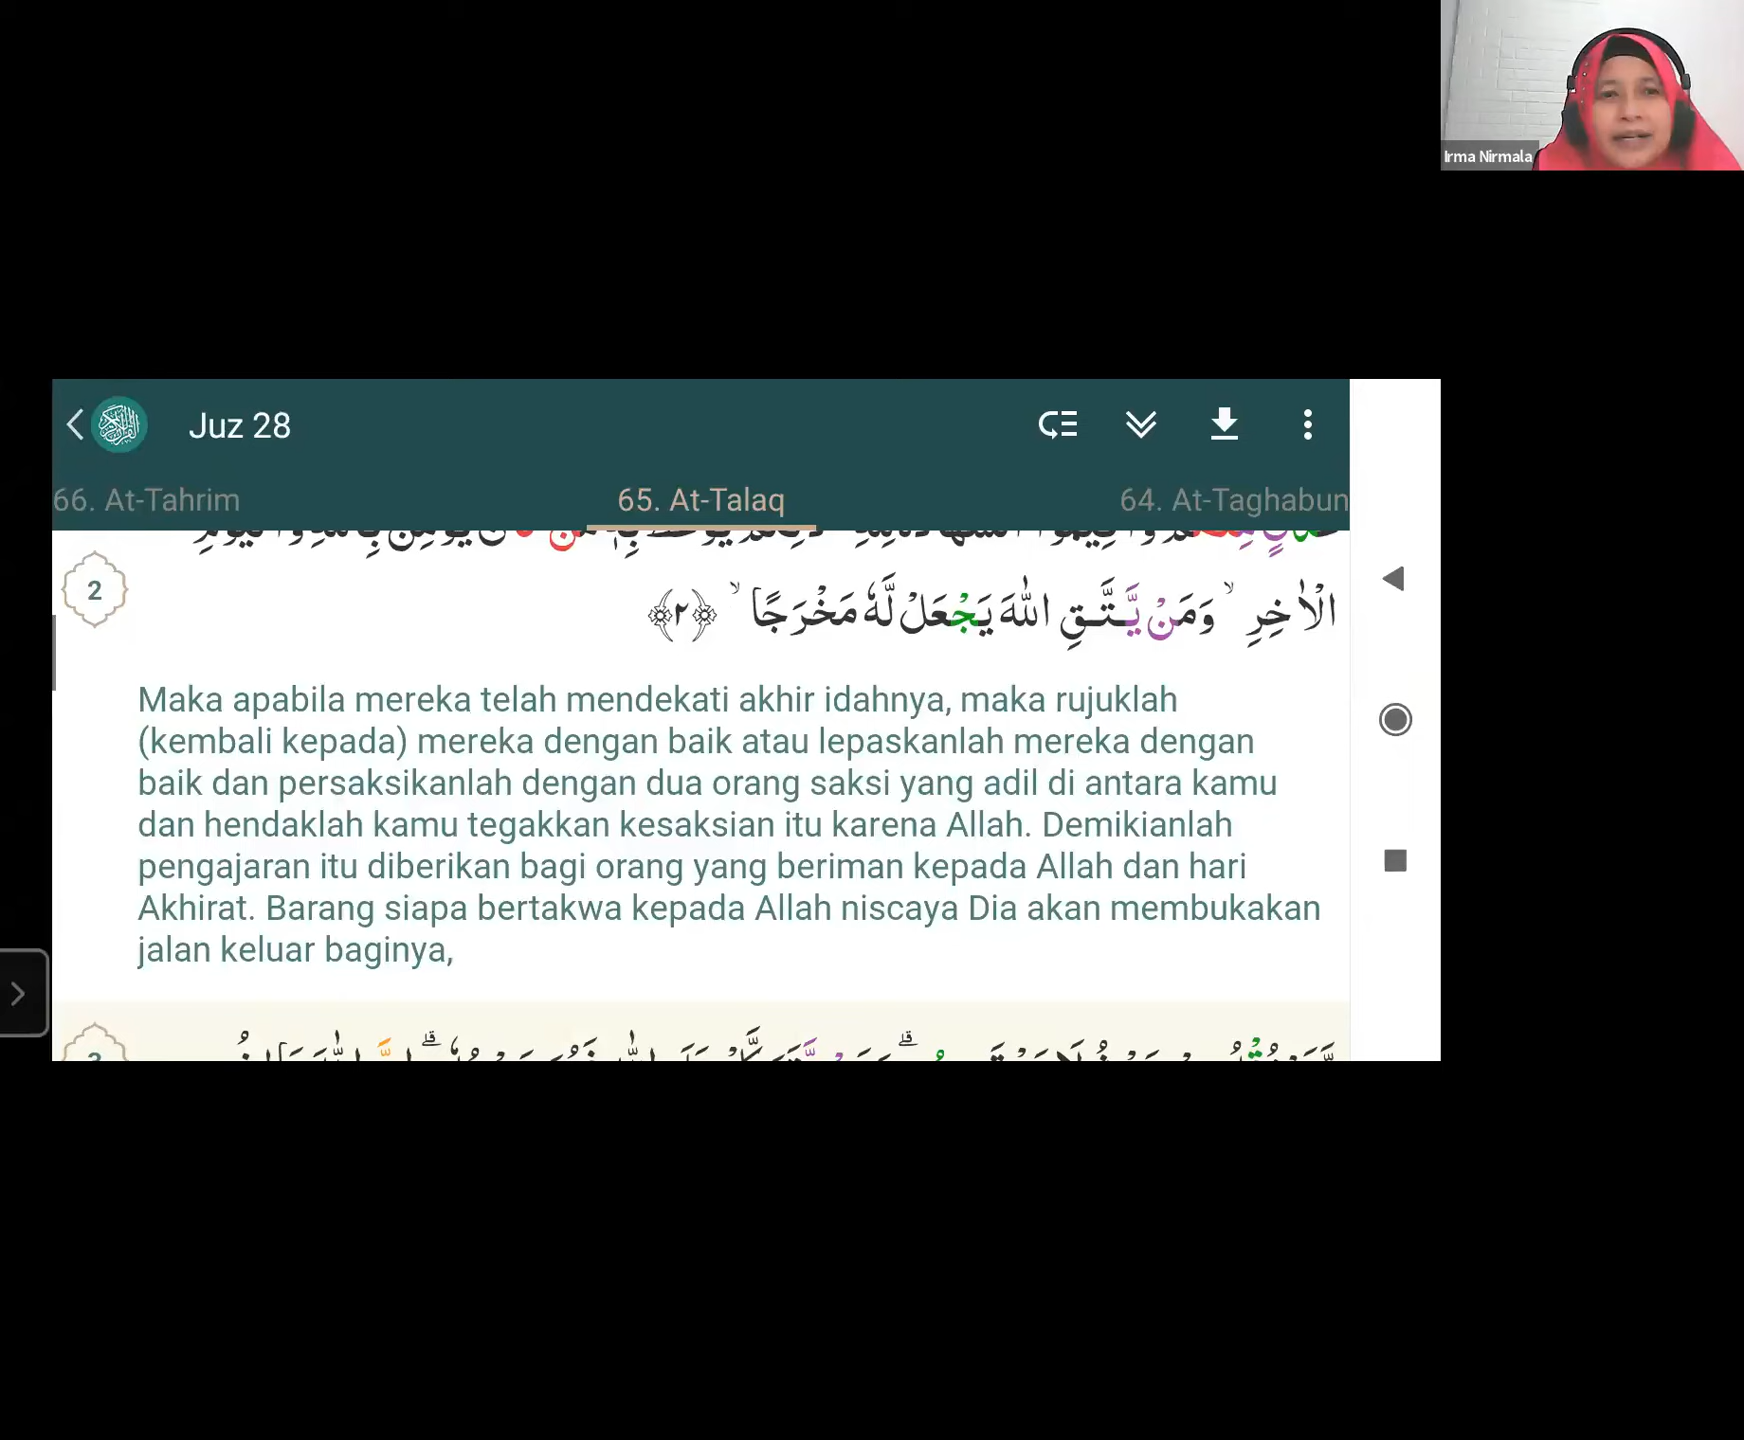 Irma Nirmala
Juz 28
66. At-Tahrim
65. At-Talaq
64. At-Taghabun
2
الْاٰخِرِ ۙ وَمَنْ يَّتَّقِ اللّٰهَ يَجْعَلْ لَّهٗ مَخْرَجًا ۙ ﴿٢﴾
Maka apabila mereka telah mendekati akhir idahnya, maka rujuklah
(kembali kepada) mereka dengan baik atau lepaskanlah mereka dengan
baik dan persaksikanlah dengan dua orang saksi yang adil di antara kamu
dan hendaklah kamu tegakkan kesaksian itu karena Allah. Demikianlah
pengajaran itu diberikan bagi orang yang beriman kepada Allah dan hari
Akhirat. Barang siapa bertakwa kepada Allah niscaya Dia akan membukakan
jalan keluar baginya,